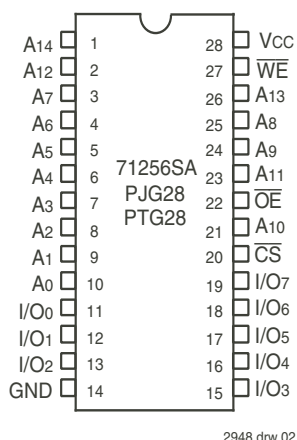 A14 1 28 VCC
A12 2 27 W̅E̅
A7 3 26 A13
A6 4 25 A8
A5 5 24 A9
A4 6 23 A11
71256SA
PJG28
PTG28
A3 7 22 O̅E̅
A2 8 21 A10
A1 9 20 C̅S̅
A0 10 19 I/O7
I/O0 11 18 I/O6
I/O1 12 17 I/O5
I/O2 13 16 I/O4
GND 14 15 I/O3
2948 drw 02